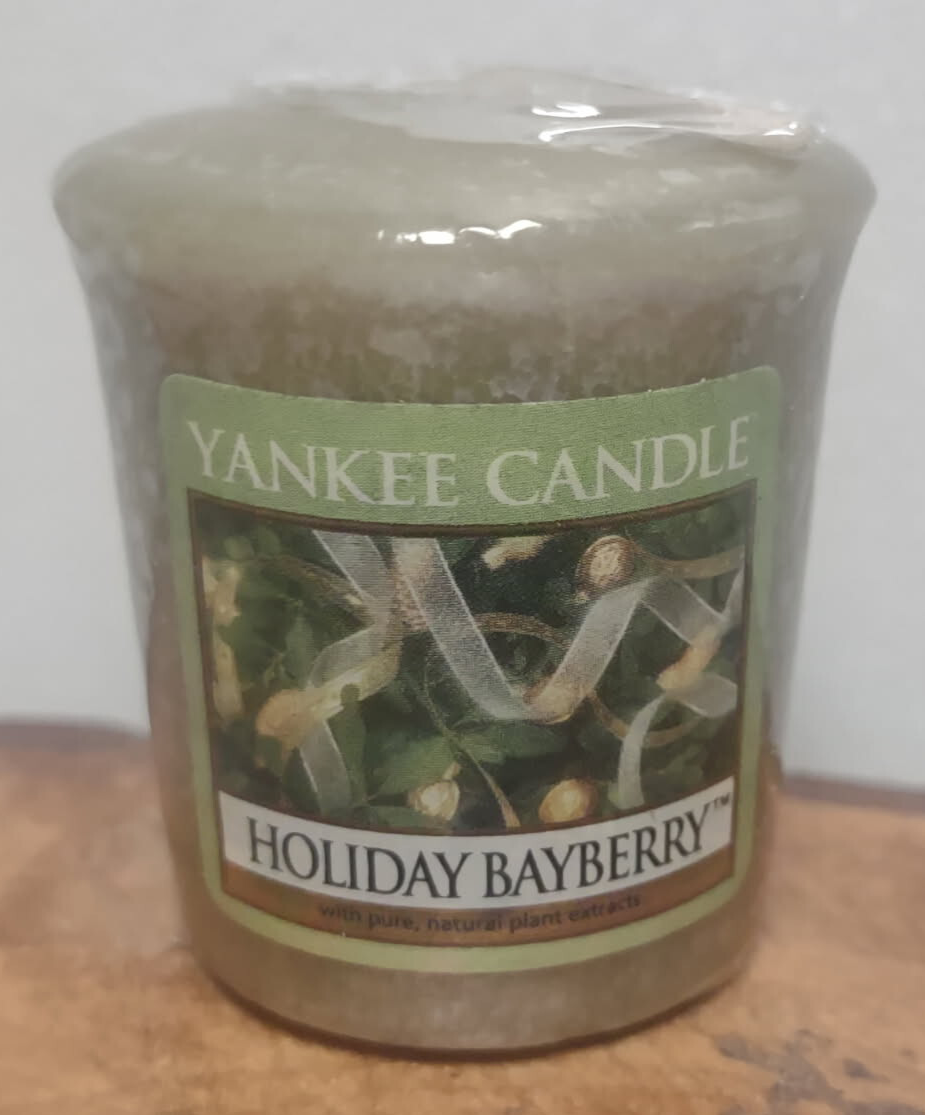 YANKEE CANDLE
HOLIDAY BAYBERRY™
with pure, natural plant extracts